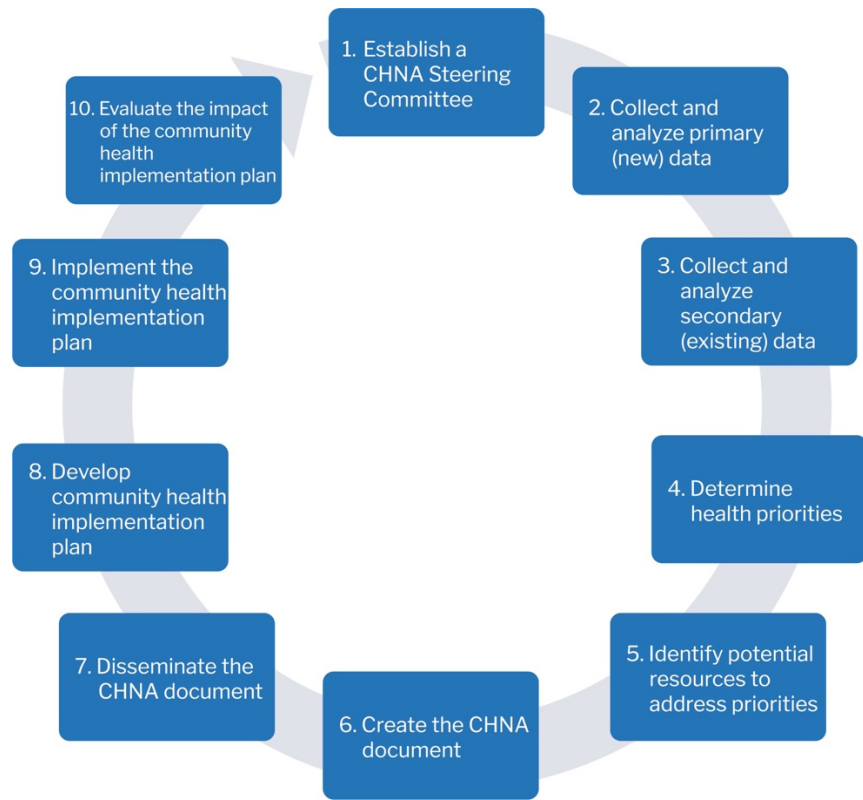 1. Establish a
CHNA Steering
Committee
2. Collect and
analyze primary
(new) data
3. Collect and
analyze
secondary
(existing) data
4. Determine
health priorities
5. Identify potential
resources to
address priorities
6. Create the CHNA
document
7. Disseminate the
CHNA document
8. Develop
community health
implementation
plan
9. Implement the
community health
implementation
plan
10. Evaluate the impact
of the community
health
implementation plan